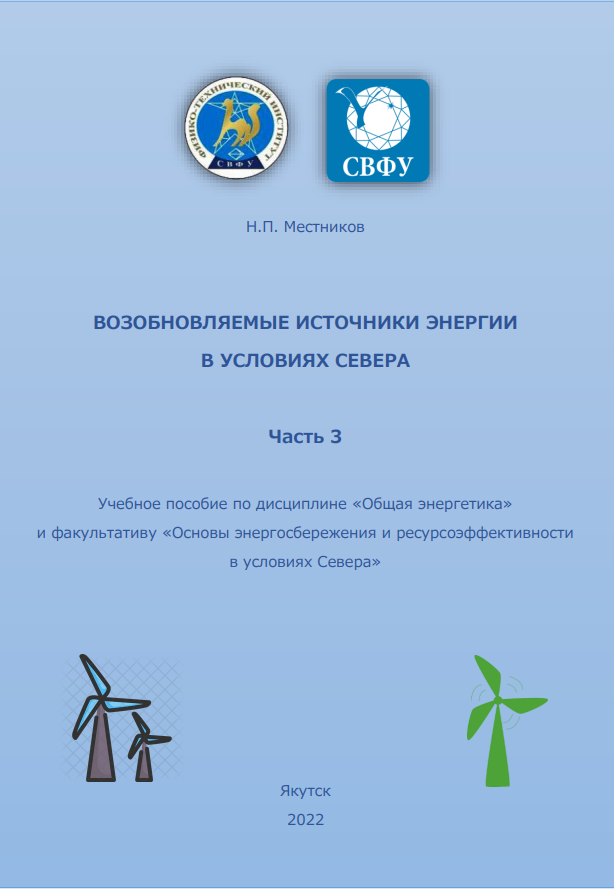 ФИЗИКО-ТЕХНИЧЕСКИЙ ИНСТИТУТ
СВФУ
СВФУ
Н.П. Местников
ВОЗОБНОВЛЯЕМЫЕ ИСТОЧНИКИ ЭНЕРГИИ
В УСЛОВИЯХ СЕВЕРА
Часть 3
Учебное пособие по дисциплине «Общая энергетика»
и факультативу «Основы энергосбережения и ресурсоэффективности
в условиях Севера»
Якутск
2022